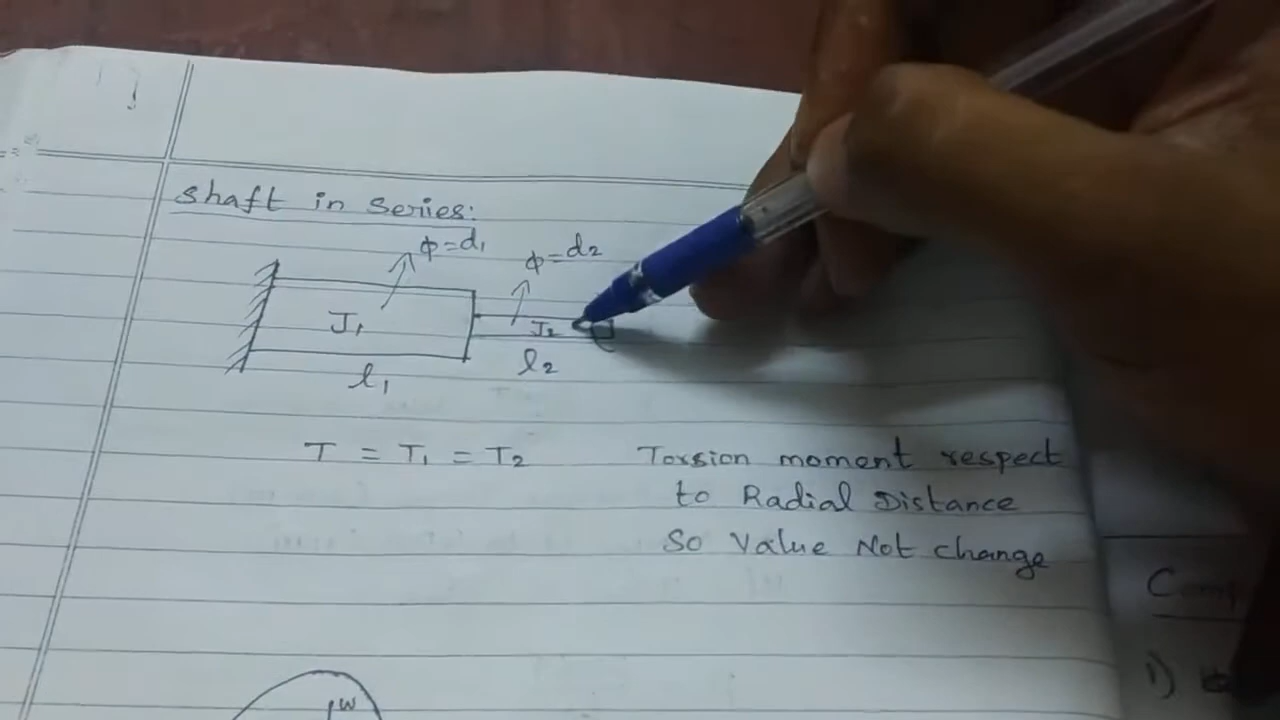 Shaft in Series:
ϕ=d1
ϕ=d2
J1
J2
l1
l2
T = T1 = T2
Torsion moment respect
to Radial Distance
So Value Not change
w
1)